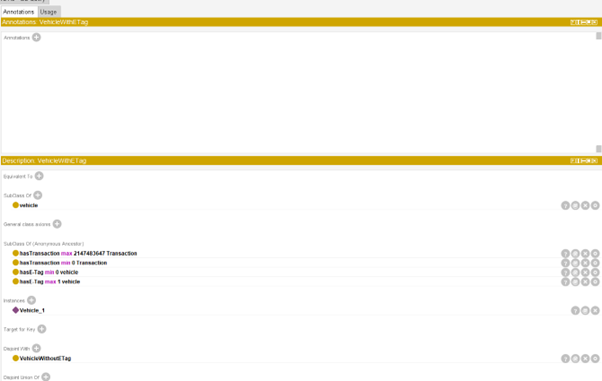 Annotations Usage
Annotations: VehicleWithETag
Annotations
Description: VehicleWithETag
Equivalent To
SubClass Of
vehicle
General class axioms
SubClass Of (Anonymous Ancestor)
hasTransaction max 2147483647 Transaction
hasTransaction min 0 Transaction
hasE-Tag min 0 vehicle
hasE-Tag max 1 vehicle
Instances
Vehicle_1
Target for Key
Disjoint With
VehicleWithoutETag
Disjoint Union Of